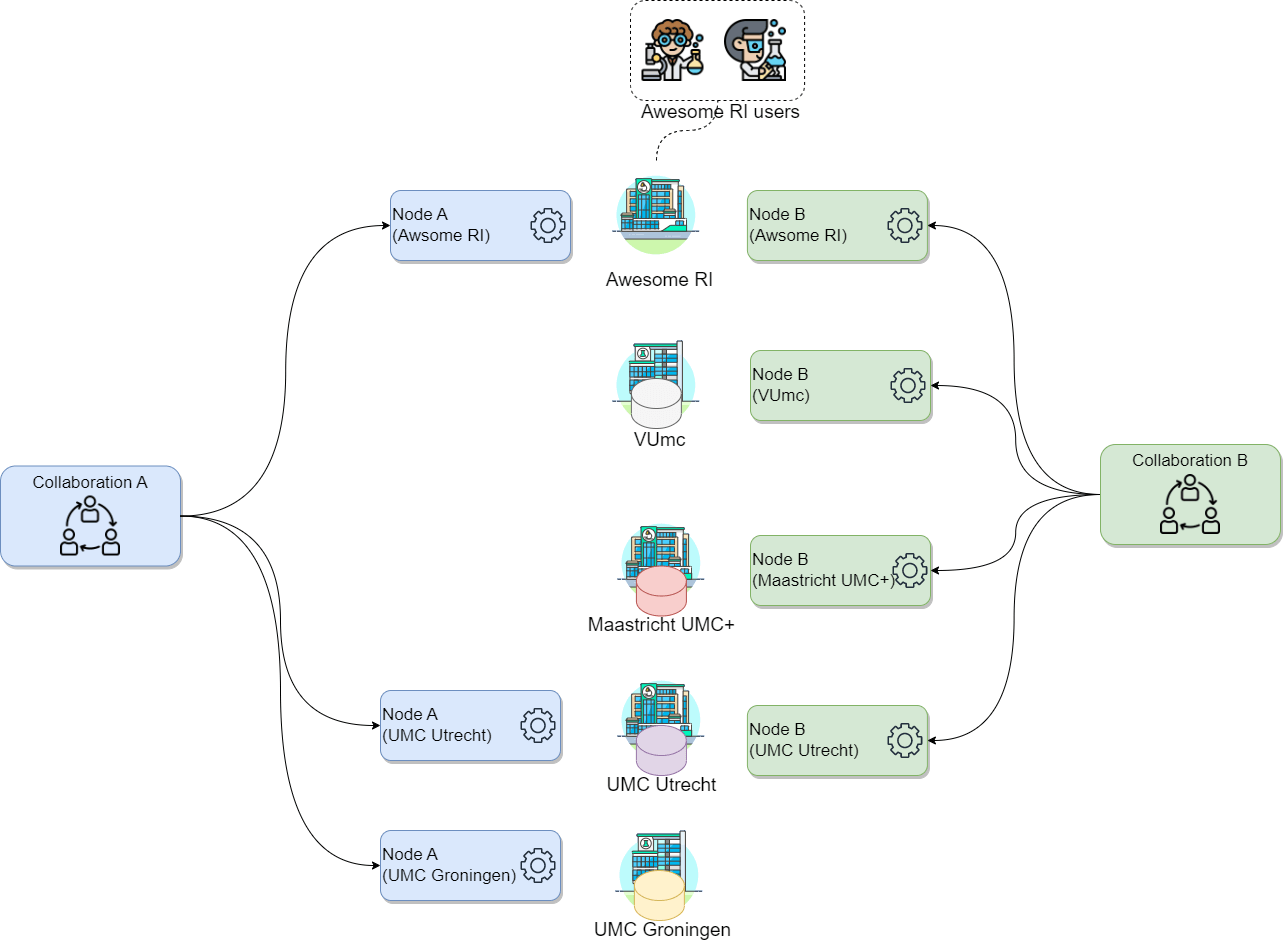 Awesome RI users
Node A
(Awsome RI)
Awesome RI
Node B
(Awsome RI)
VUmc
Node B
(VUmc)
Collaboration A
Collaboration B
Maastricht UMC+
Node B
(Maastricht UMC+)
Node A
(UMC Utrecht)
UMC Utrecht
Node B
(UMC Utrecht)
Node A
(UMC Groningen)
UMC Groningen